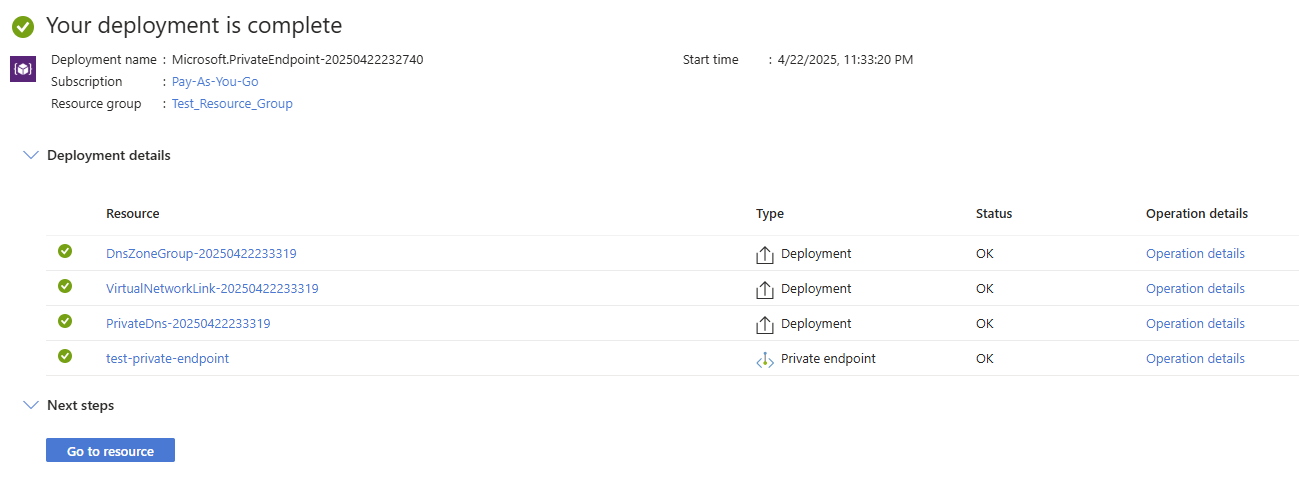 Your deployment is complete
Deployment name : Microsoft.PrivateEndpoint-20250422232740 Start time : 4/22/2025, 11:33:20 PM
Subscription : Pay-As-You-Go
Resource group : Test_Resource_Group
Deployment details
Resource Type Status Operation details
DnsZoneGroup-20250422233319 Deployment OK Operation details
VirtualNetworkLink-20250422233319 Deployment OK Operation details
PrivateDns-20250422233319 Deployment OK Operation details
test-private-endpoint Private endpoint OK Operation details
Next steps
Go to resource